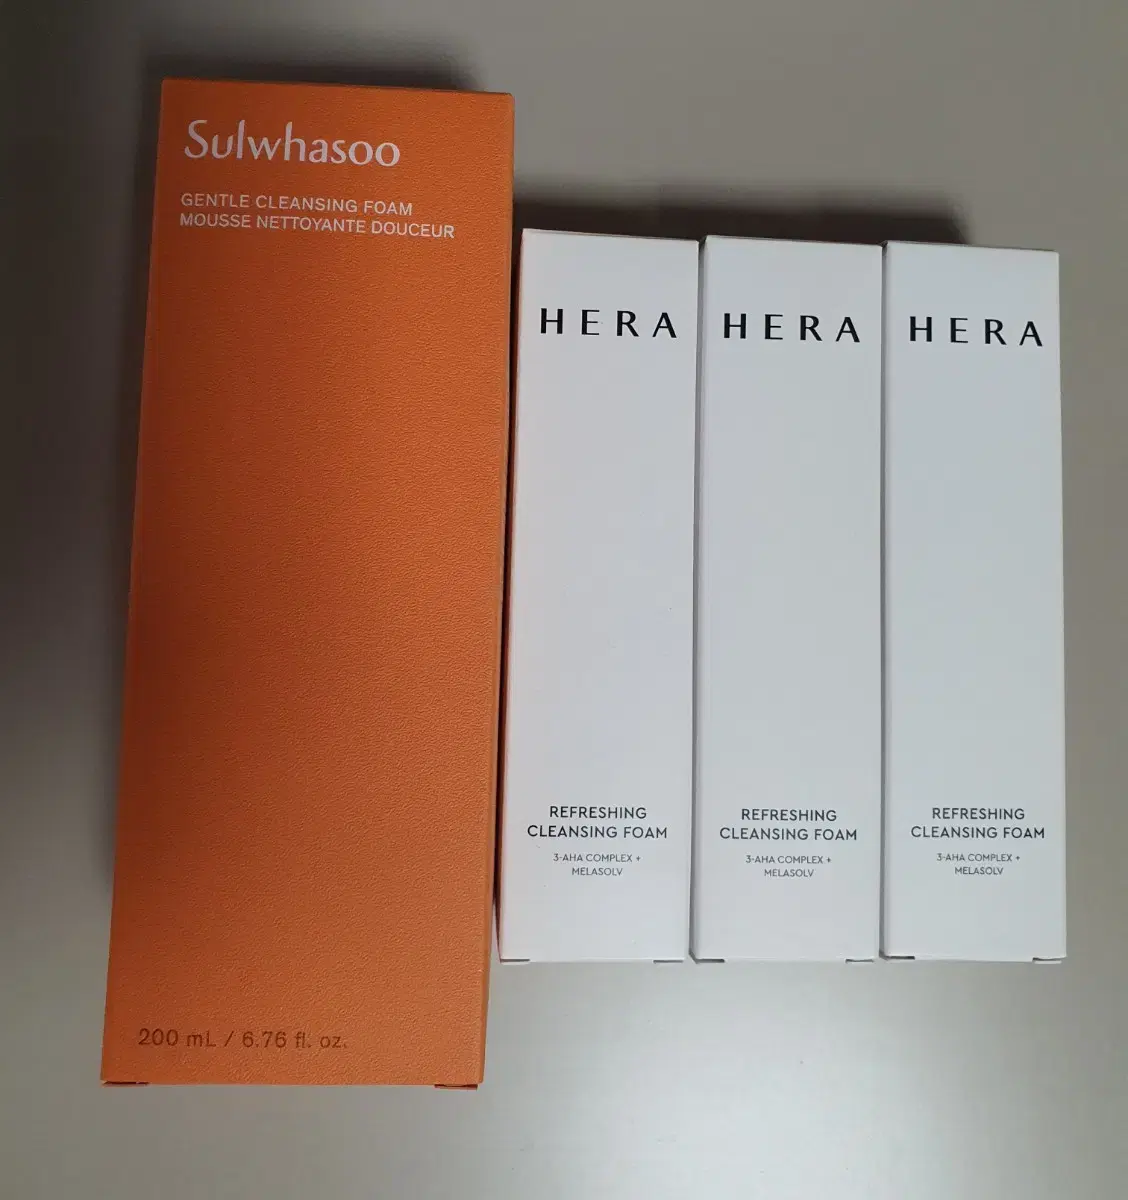 Sulwhasoo
GENTLE CLEANSING FOAM
MOUSSE NETTOYANTE DOUCEUR
200 mL / 6.76 fl. oz.
HERA
REFRESHING
CLEANSING FOAM
3-AHA COMPLEX +
MELASOLV
HERA
REFRESHING
CLEANSING FOAM
3-AHA COMPLEX +
MELASOLV
HERA
REFRESHING
CLEANSING FOAM
3-AHA COMPLEX +
MELASOLV